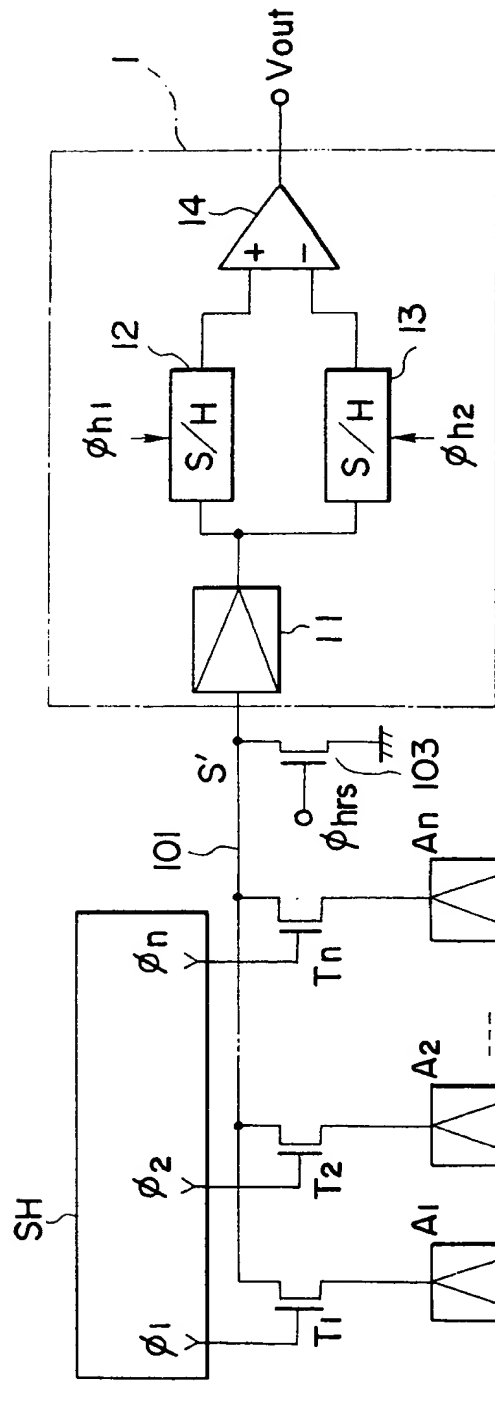 SH
φ1
φ2
φn
T1
T2
Tn
A1
A2
An
101
S'
φhrs
103
1
11
φh1
12
S/H
φh2
13
S/H
14
+
−
Vout